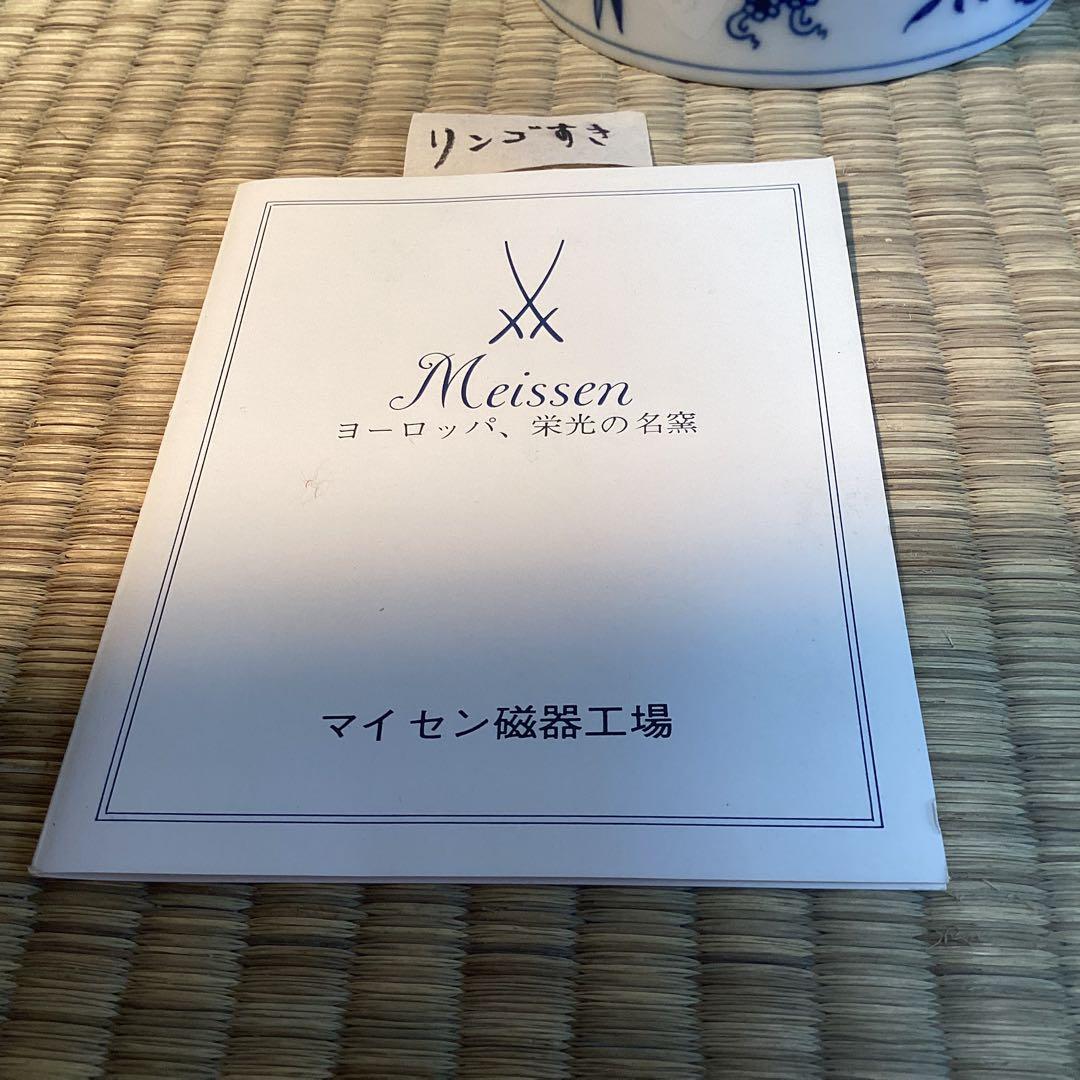 リンゴすき
Meissen
ヨーロッパ、栄光の名窯
マイセン磁器工場